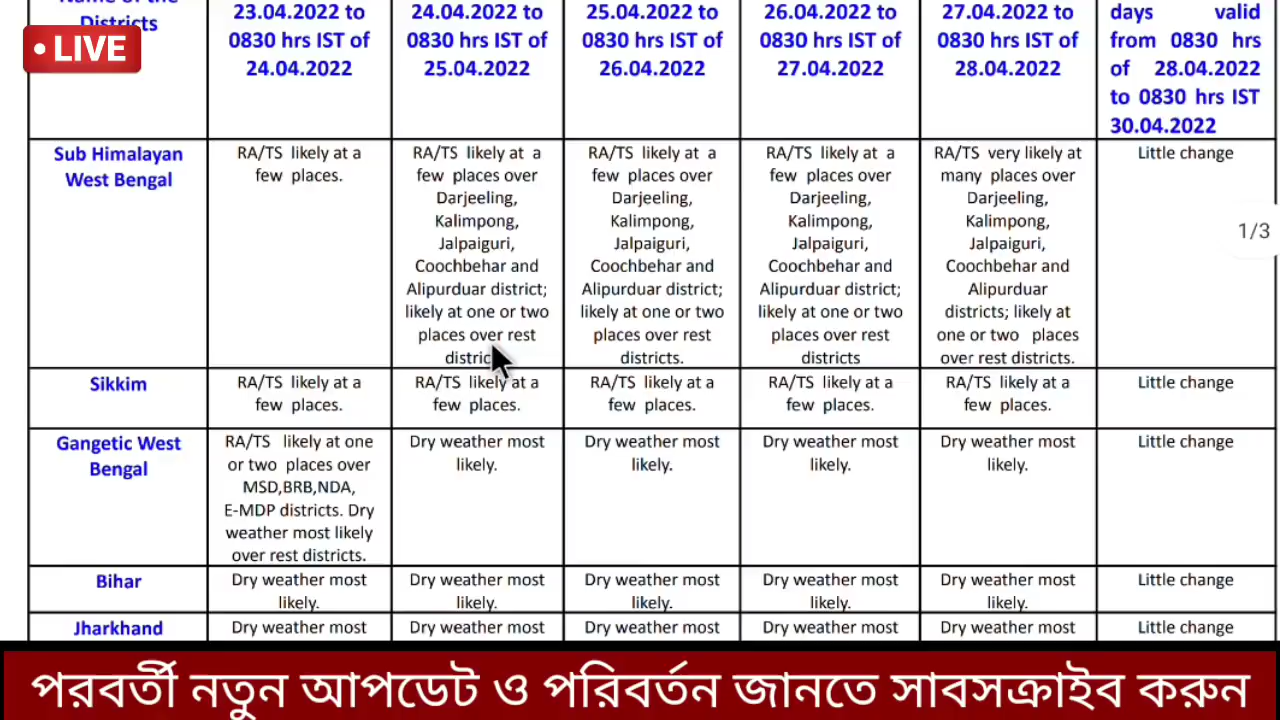 Name of the
Districts
LIVE
23.04.2022 to
0830 hrs IST of
24.04.2022
24.04.2022 to
0830 hrs IST of
25.04.2022
25.04.2022 to
0830 hrs IST of
26.04.2022
26.04.2022 to
0830 hrs IST of
27.04.2022
27.04.2022 to
0830 hrs IST of
28.04.2022
days valid
from 0830 hrs
of 28.04.2022
to 0830 hrs IST
30.04.2022
Sub Himalayan
West Bengal
RA/TS likely at a
few places.
RA/TS likely at a
few places over
Darjeeling,
Kalimpong,
Jalpaiguri,
Coochbehar and
Alipurduar district;
likely at one or two
places over rest
distric
RA/TS likely at a
few places over
Darjeeling,
Kalimpong,
Jalpaiguri,
Coochbehar and
Alipurduar district;
likely at one or two
places over rest
districts.
RA/TS likely at a
few places over
Darjeeling,
Kalimpong,
Jalpaiguri,
Coochbehar and
Alipurduar district;
likely at one or two
places over rest
districts
RA/TS very likely at
many places over
Darjeeling,
Kalimpong,
Jalpaiguri,
Coochbehar and
Alipurduar
districts; likely at
one or two places
over rest districts.
Little change
1/3
Sikkim
RA/TS likely at a
few places.
RA/TS likely at a
few places.
RA/TS likely at a
few places.
RA/TS likely at a
few places.
RA/TS likely at a
few places.
Little change
Gangetic West
Bengal
RA/TS likely at one
or two places over
MSD,BRB,NDA,
E-MDP districts. Dry
weather most likely
over rest districts.
Dry weather most
likely.
Dry weather most
likely.
Dry weather most
likely.
Dry weather most
likely.
Little change
Bihar
Dry weather most
likely.
Dry weather most
likely.
Dry weather most
likely.
Dry weather most
likely.
Dry weather most
likely.
Little change
Jharkhand
Dry weather most
Dry weather most
Dry weather most
Dry weather most
Dry weather most
Little change
পরবর্তী নতুন আপডেট ও পরিবর্তন জানতে সাবসক্রাইব করুন